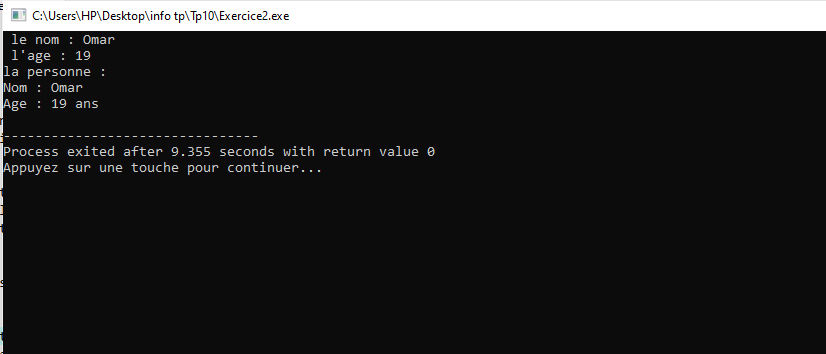 C:\Users\HP\Desktop\info tp\Tp10\Exercice2.exe
le nom : Omar
l'age : 19
la personne :
Nom : Omar
Age : 19 ans
--------------------------------
Process exited after 9.355 seconds with return value 0
Appuyez sur une touche pour continuer...